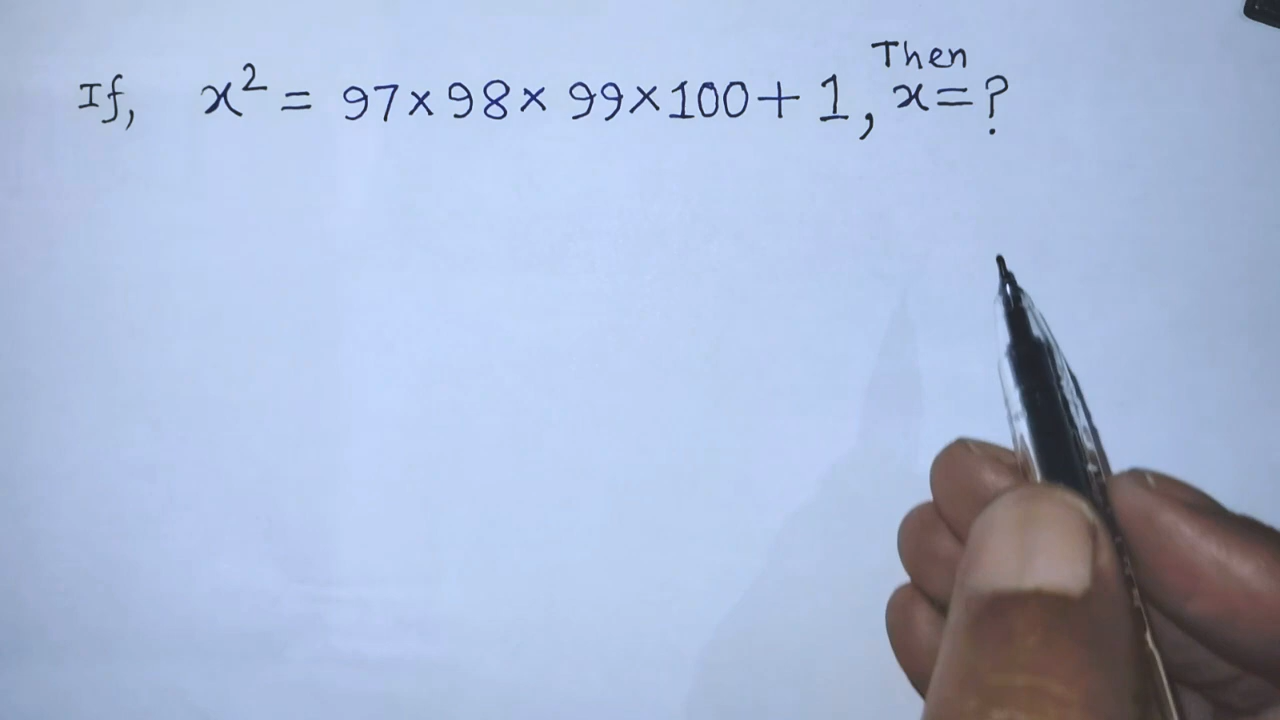 If, x² = 97×98×99×100+1, Then x=?